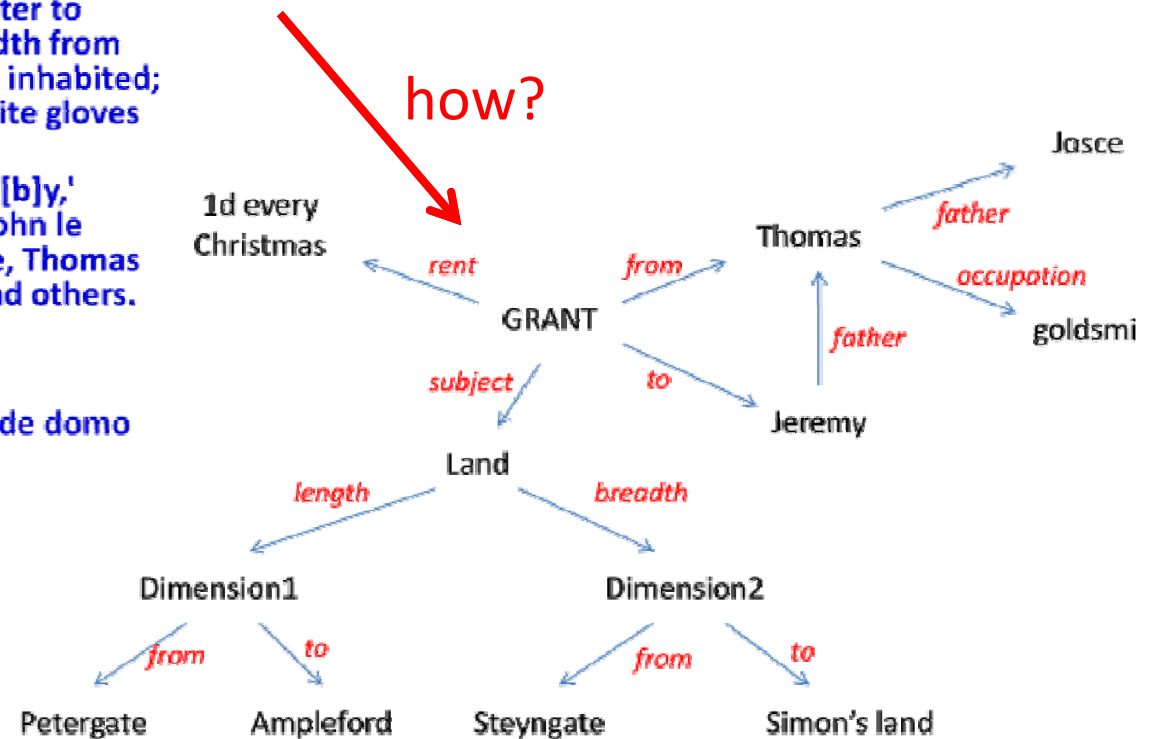 ter to
dth from
inhabited;
ite gloves
[b]y,'
ohn le
e, Thomas
nd others.
de domo
how?
Josce
1d every
Christmas
father
Thomas
rent
from
occupation
GRANT
goldsmi
father
subject
to
Jeremy
Land
length
breadth
Dimension1
Dimension2
from
to
from
to
Petergate
Ampleford
Steyngate
Simon's land